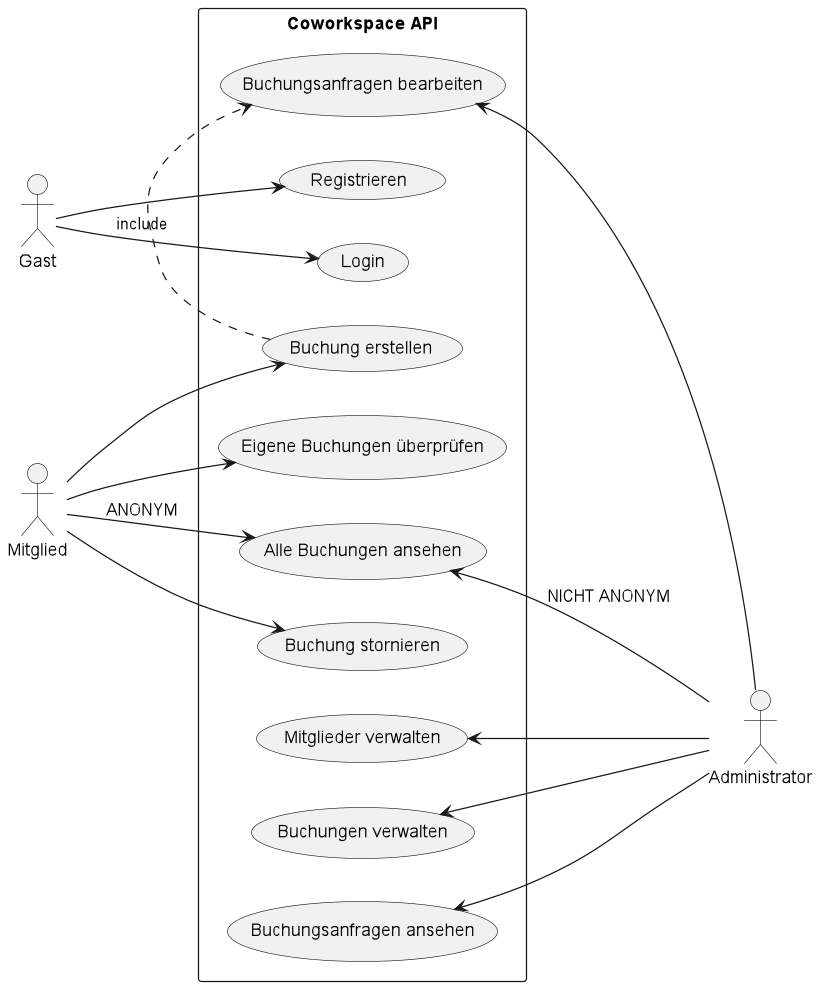 Coworkspace API
Buchungsanfragen bearbeiten
Registrieren
include
Login
Gast
Buchung erstellen
Eigene Buchungen überprüfen
ANONYM
Mitglied
Alle Buchungen ansehen
NICHT ANONYM
Buchung stornieren
Mitglieder verwalten
Administrator
Buchungen verwalten
Buchungsanfragen ansehen